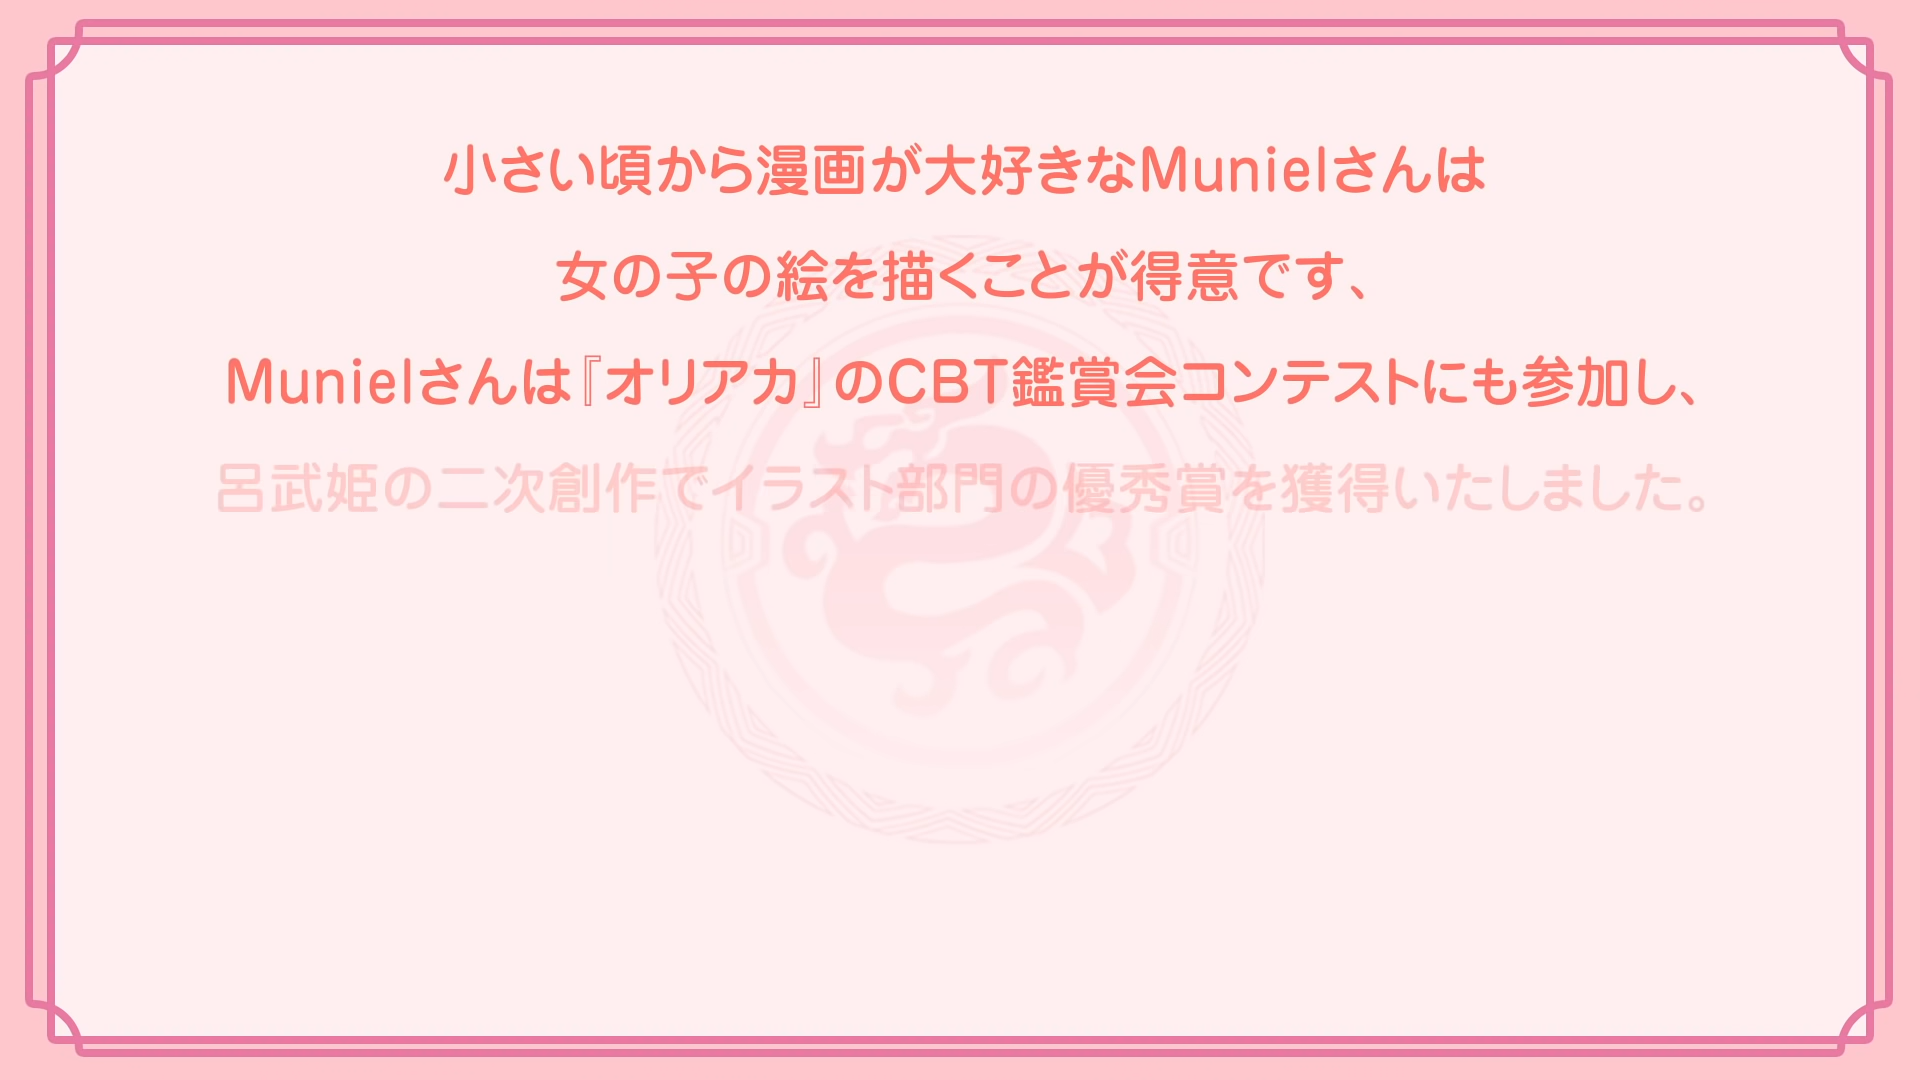 小さい頃から漫画が大好きなMunielさんは
女の子の絵を描くことが得意です、
Munielさんは『オリアカ』のCBT鑑賞会コンテストにも参加し、
呂武姫の二次創作でイラスト部門の優秀賞を獲得いたしました。